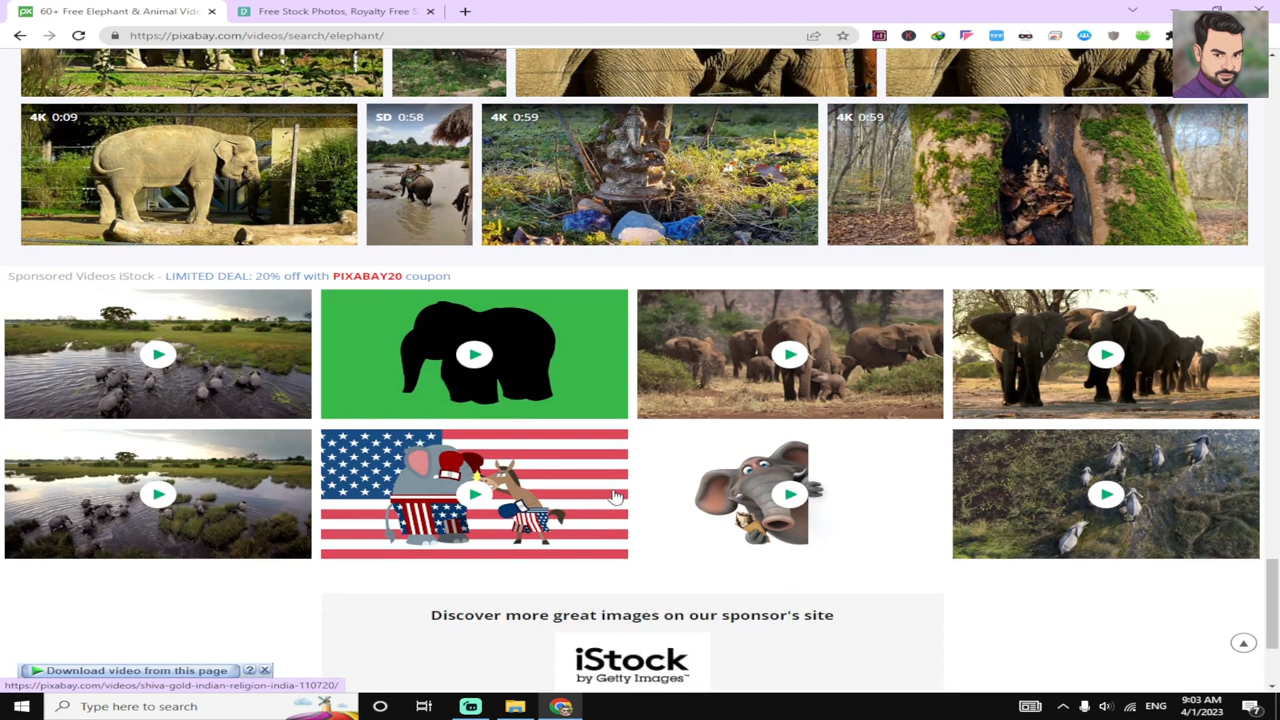 60+ Free Elephant & Animal Vide
Free Stock Photos, Royalty Free S
https://pixabay.com/videos/search/elephant/
4K 0:09
SD 0:58
4K 0:59
4K 0:59
Sponsored Videos iStock - LIMITED DEAL: 20% off with PIXABAY20 coupon
Discover more great images on our sponsor's site
iStock
by Getty Images™
Download video from this page
https://pixabay.com/videos/shiva-gold-indian-religion-india-110720/
Type here to search
ENG
9:03 AM
4/1/2023
7